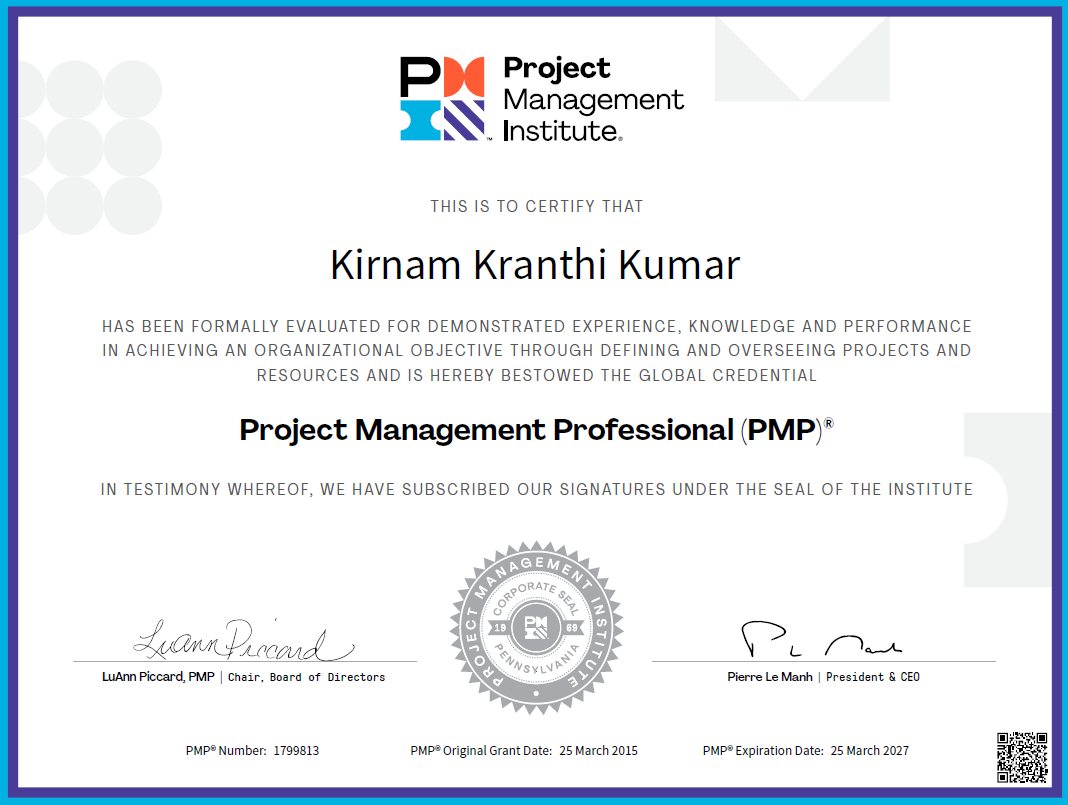 Project
Management
Institute®
™
THIS IS TO CERTIFY THAT
Kirnam Kranthi Kumar
HAS BEEN FORMALLY EVALUATED FOR DEMONSTRATED EXPERIENCE, KNOWLEDGE AND PERFORMANCE
IN ACHIEVING AN ORGANIZATIONAL OBJECTIVE THROUGH DEFINING AND OVERSEEING PROJECTS AND
RESOURCES AND IS HEREBY BESTOWED THE GLOBAL CREDENTIAL
Project Management Professional (PMP)®
IN TESTIMONY WHEREOF, WE HAVE SUBSCRIBED OUR SIGNATURES UNDER THE SEAL OF THE INSTITUTE
PROJECT MANAGEMENT INSTITUTE
CORPORATE SEAL
19 69
PENNSYLVANIA
LuAnn Piccard
LuAnn Piccard, PMP | Chair, Board of Directors
P Le Manh
Pierre Le Manh | President & CEO
PMP® Number: 1799813
PMP® Original Grant Date: 25 March 2015
PMP® Expiration Date: 25 March 2027